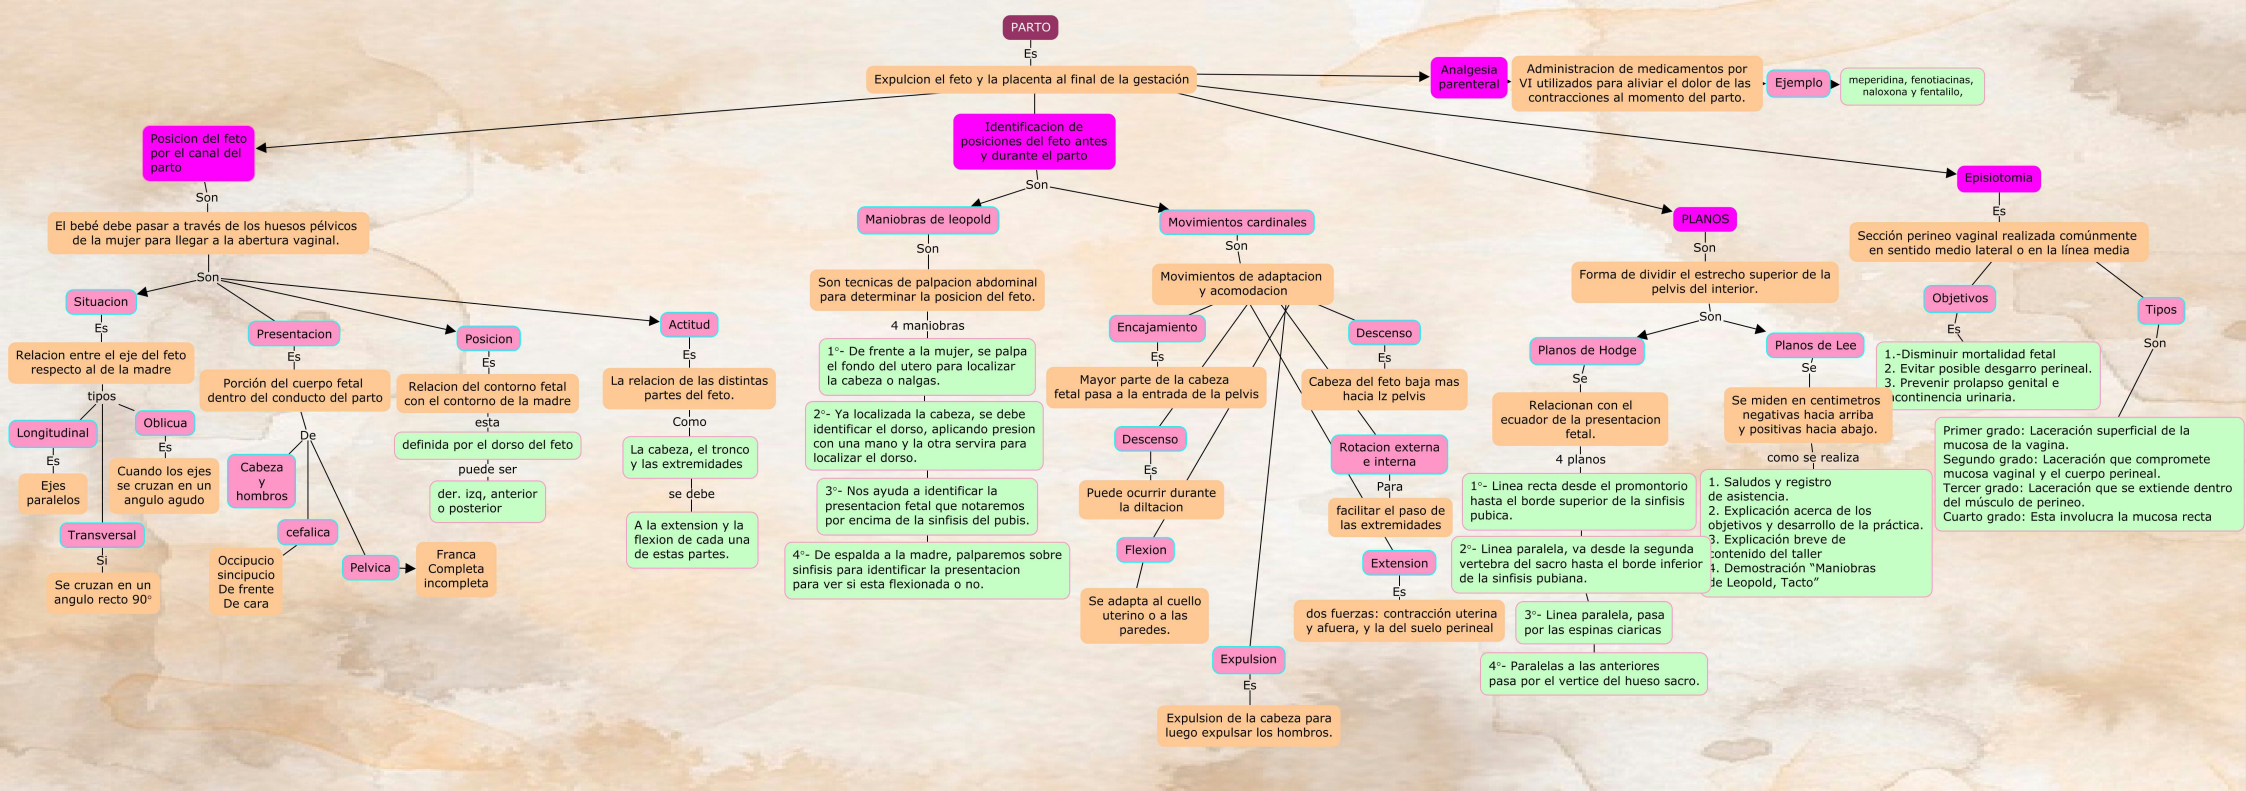 PARTO
Es
Expulcion el feto y la placenta al final de la gestación
Analgesia
parenteral
Administracion de medicamentos por
VI utilizados para aliviar el dolor de las
contracciones al momento del parto.
Ejemplo
meperidina, fenotiacinas,
naloxona y fentalilo,
Posicion del feto
por el canal del
parto
Son
El bebé debe pasar a través de los huesos pélvicos
de la mujer para llegar a la abertura vaginal.
Son
Situacion
Es
Relacion entre el eje del feto
respecto al de la madre
tipos
Longitudinal
Es
Ejes
paralelos
Oblicua
Es
Cuando los ejes
se cruzan en un
angulo agudo
Transversal
Si
Se cruzan en un
angulo recto 90°
Presentacion
Es
Porción del cuerpo fetal
dentro del conducto del parto
De
Cabeza
y
hombros
cefalica
Occipucio
sincipucio
De frente
De cara
Pelvica
Franca
Completa
incompleta
Posicion
Es
Relacion del contorno fetal
con el contorno de la madre
esta
definida por el dorso del feto
puede ser
der. izq, anterior
o posterior
Actitud
Es
La relacion de las distintas
partes del feto.
Como
La cabeza, el tronco
y las extremidades
se debe
A la extension y la
flexion de cada una
de estas partes.
Identificacion de
posiciones del feto antes
y durante el parto
Son
Maniobras de leopold
Son
Son tecnicas de palpacion abdominal
para determinar la posicion del feto.
4 maniobras
1°- De frente a la mujer, se palpa
el fondo del utero para localizar
la cabeza o nalgas.
2°- Ya localizada la cabeza, se debe
identificar el dorso, aplicando presion
con una mano y la otra servira para
localizar el dorso.
3°- Nos ayuda a identificar la
presentacion fetal que notaremos
por encima de la sinfisis del pubis.
4°- De espalda a la madre, palparemos sobre
sinfisis para identificar la presentacion
para ver si esta flexionada o no.
Movimientos cardinales
Son
Movimientos de adaptacion
y acomodacion
Encajamiento
Es
Mayor parte de la cabeza
fetal pasa a la entrada de la pelvis
Descenso
Es
Cabeza del feto baja mas
hacia lz pelvis
Descenso
Es
Puede ocurrir durante
la diltacion
Flexion
Se adapta al cuello
uterino o a las
paredes.
Rotacion externa
e interna
Para
facilitar el paso de
las extremidades
Extension
Es
dos fuerzas: contracción uterina
y afuera, y la del suelo perineal
Expulsion
Es
Expulsion de la cabeza para
luego expulsar los hombros.
PLANOS
Son
Forma de dividir el estrecho superior de la
pelvis del interior.
Son
Planos de Hodge
Se
Relacionan con el
ecuador de la presentacion
fetal.
4 planos
1°- Linea recta desde el promontorio
hasta el borde superior de la sinfisis
pubica.
2°- Linea paralela, va desde la segunda
vertebra del sacro hasta el borde inferior
de la sinfisis pubiana.
3°- Linea paralela, pasa
por las espinas ciaricas
4°- Paralelas a las anteriores
pasa por el vertice del hueso sacro.
Planos de Lee
Se
Se miden en centimetros
negativas hacia arriba
y positivas hacia abajo.
como se realiza
1. Saludos y registro
de asistencia.
2. Explicación acerca de los
objetivos y desarrollo de la práctica.
3. Explicación breve de
contenido del taller
4. Demostración “Maniobras
de Leopold, Tacto”
Episiotomia
Es
Sección perineo vaginal realizada comúnmente
en sentido medio lateral o en la línea media
Objetivos
Es
1.-Disminuir mortalidad fetal
2. Evitar posible desgarro perineal.
3. Prevenir prolapso genital e
incontinencia urinaria.
Tipos
Son
Primer grado: Laceración superficial de la
mucosa de la vagina.
Segundo grado: Laceración que compromete
mucosa vaginal y el cuerpo perineal.
Tercer grado: Laceración que se extiende dentro
del músculo de perineo.
Cuarto grado: Esta involucra la mucosa recta